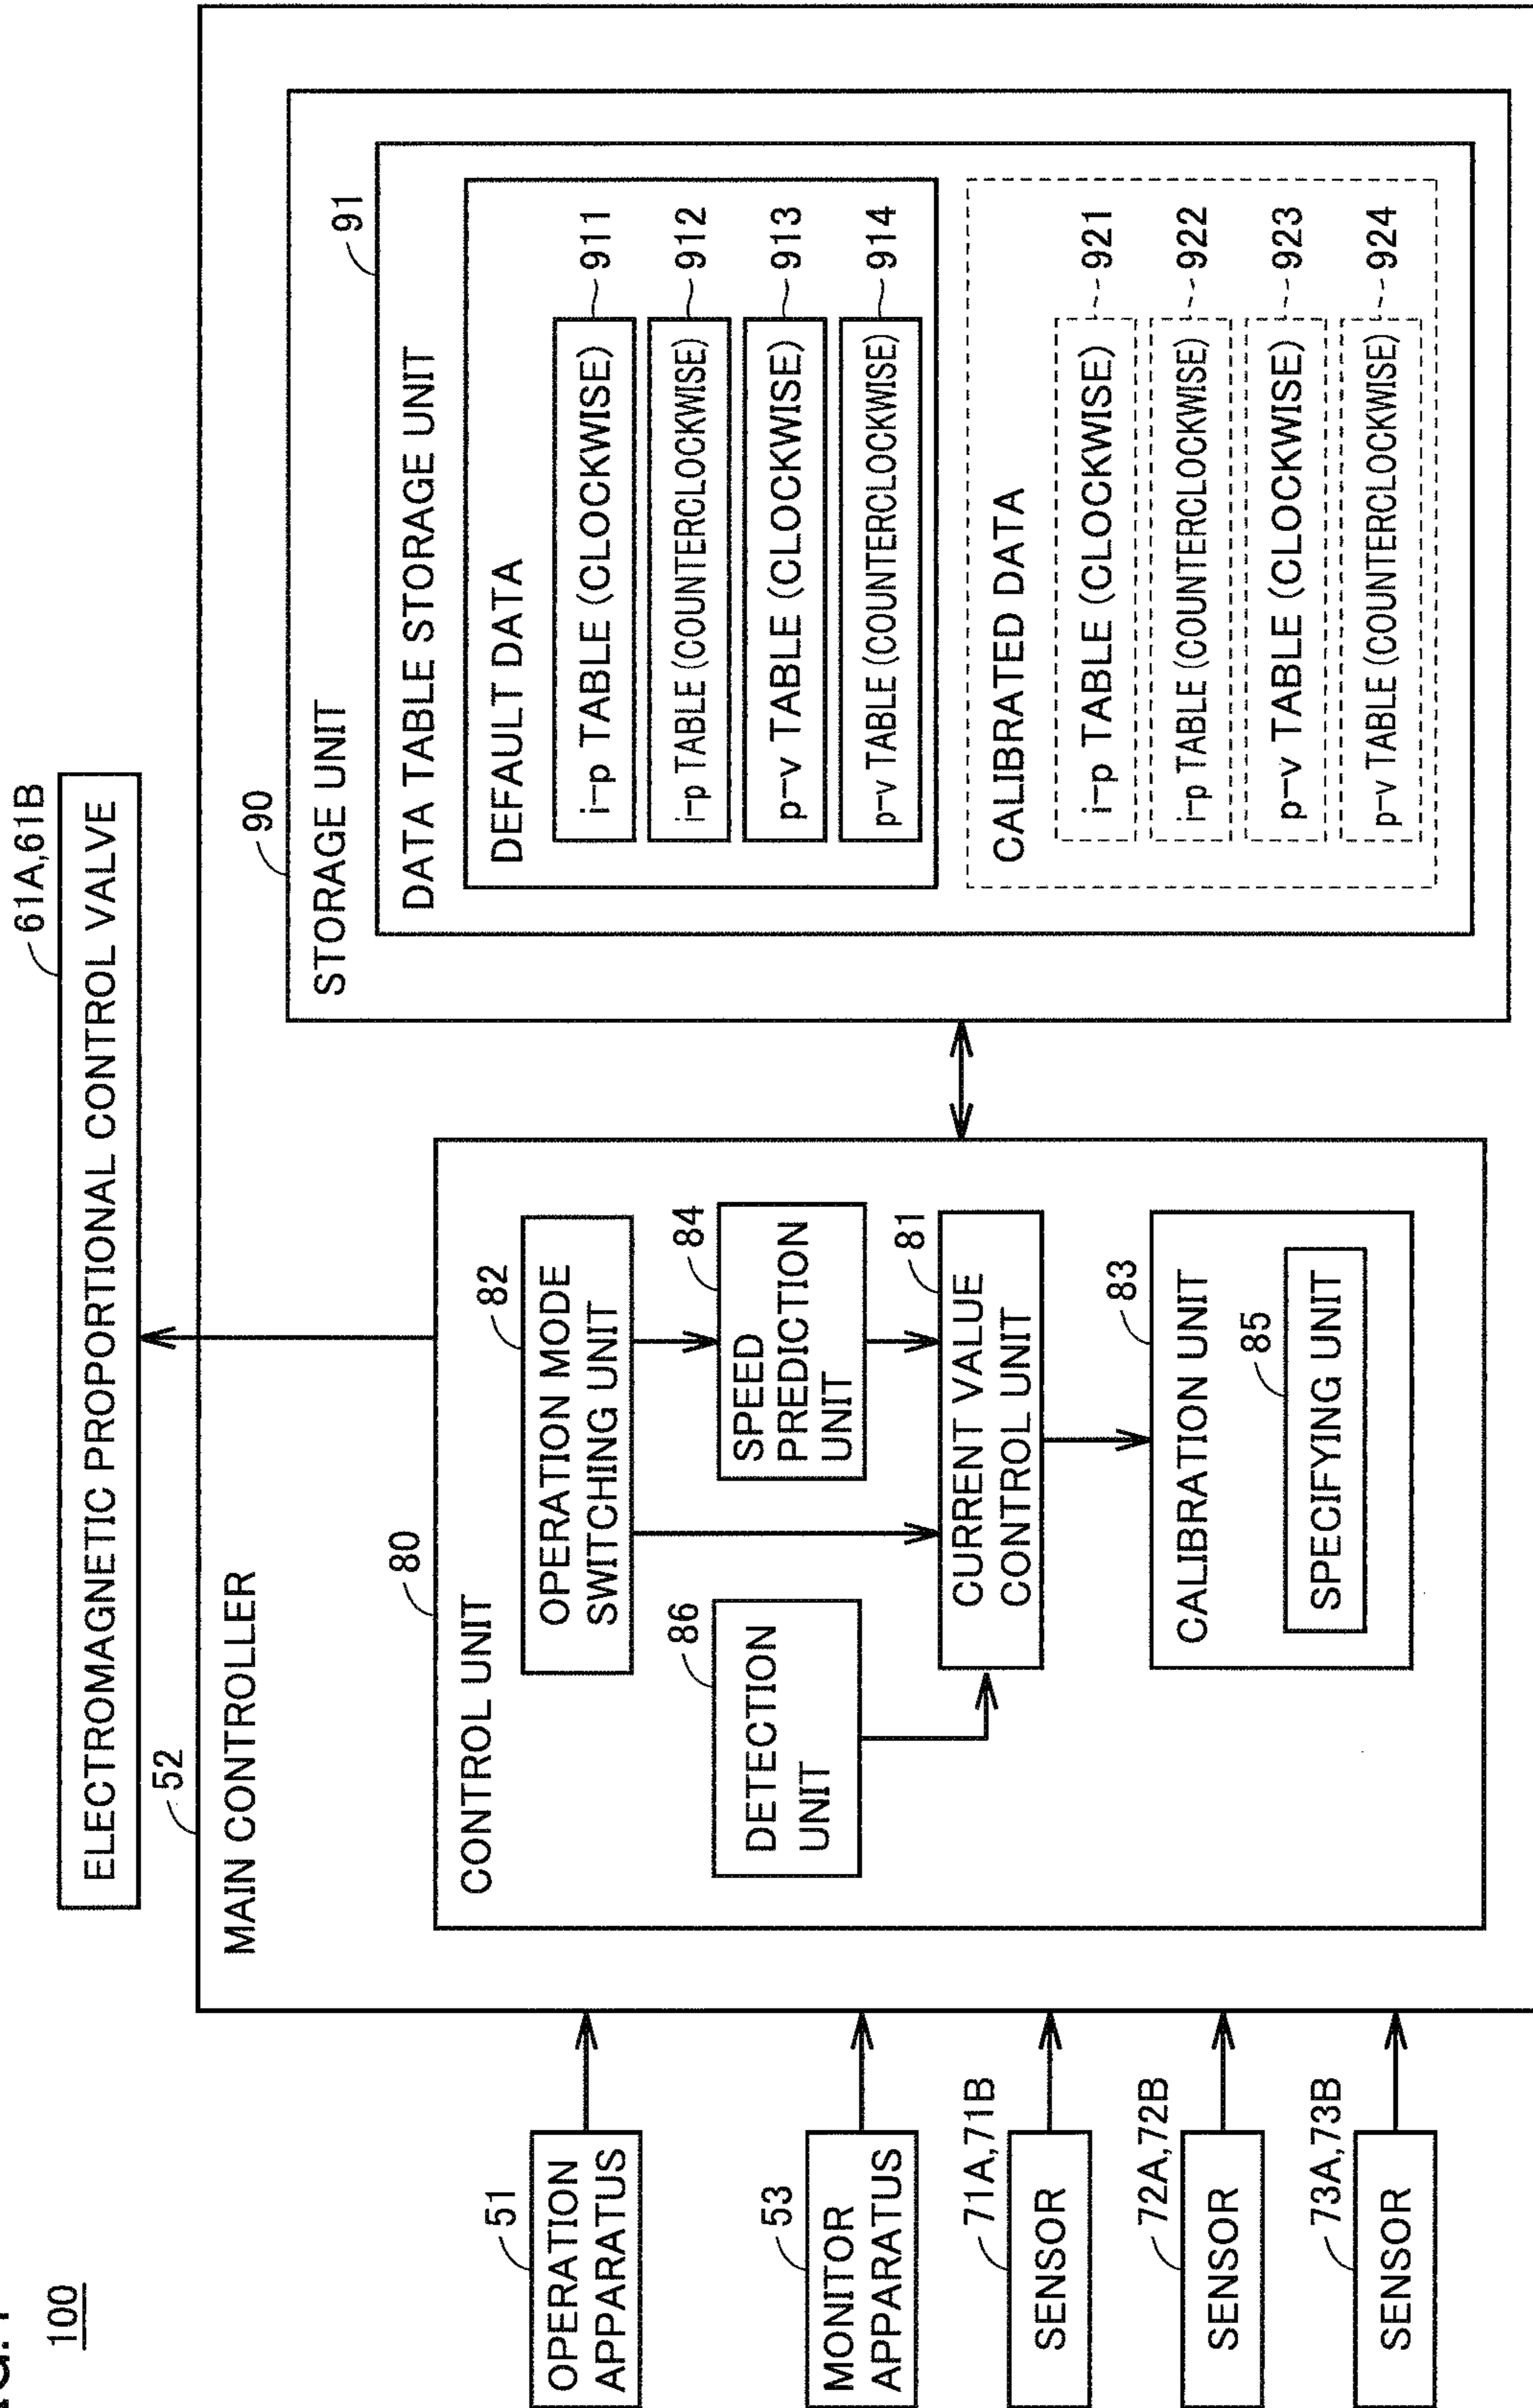 100
61A,61B
ELECTROMAGNETIC PROPORTIONAL CONTROL VALVE
52
MAIN CONTROLLER
51
OPERATION
APPARATUS
53
MONITOR
APPARATUS
71A,71B
SENSOR
72A,72B
SENSOR
73A,73B
SENSOR
80
CONTROL UNIT
82
OPERATION MODE
SWITCHING UNIT
86
DETECTION
UNIT
84
SPEED
PREDICTION
UNIT
81
CURRENT VALUE
CONTROL UNIT
83
CALIBRATION UNIT
85
SPECIFYING UNIT
90
STORAGE UNIT
91
DATA TABLE STORAGE UNIT
DEFAULT DATA
i-p TABLE (CLOCKWISE) 911
i-p TABLE (COUNTERCLOCKWISE) 912
p-v TABLE (CLOCKWISE) 913
p-v TABLE (COUNTERCLOCKWISE) 914
CALIBRATED DATA
i-p TABLE (CLOCKWISE) 921
i-p TABLE (COUNTERCLOCKWISE) 922
p-v TABLE (CLOCKWISE) 923
p-v TABLE (COUNTERCLOCKWISE) 924